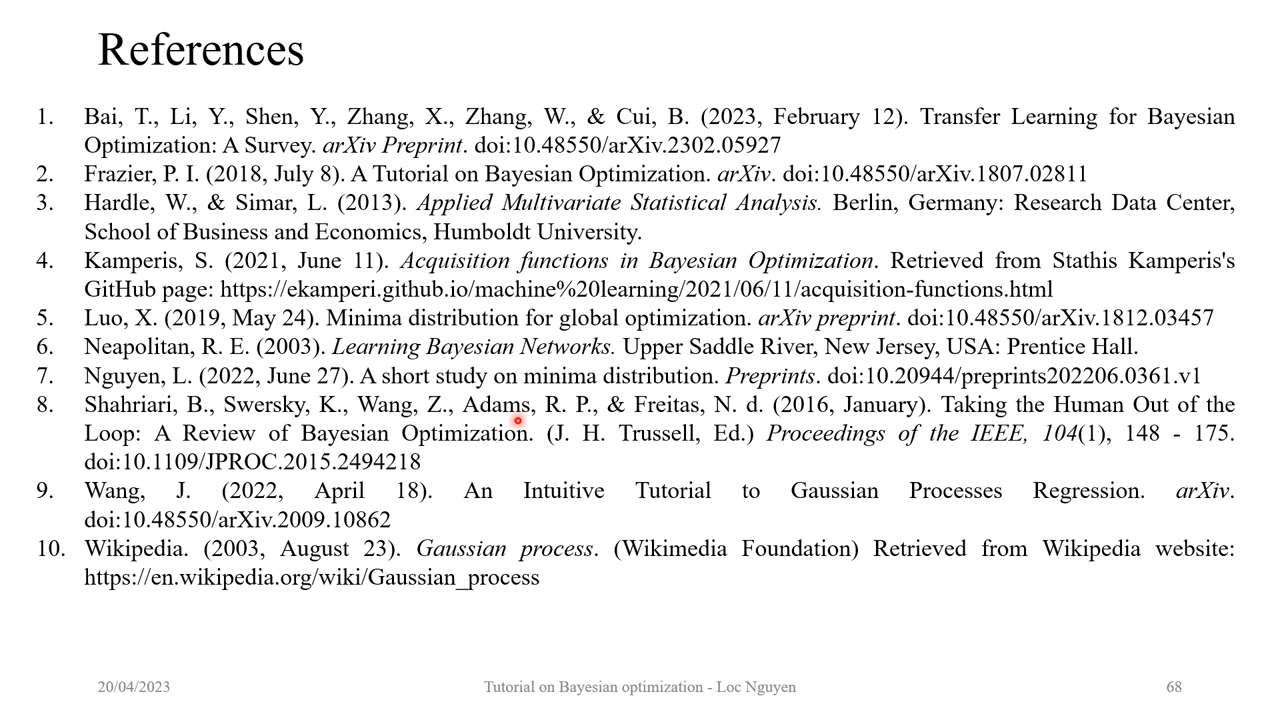 References
1. Bai, T., Li, Y., Shen, Y., Zhang, X., Zhang, W., & Cui, B. (2023, February 12). Transfer Learning for Bayesian
Optimization: A Survey. arXiv Preprint. doi:10.48550/arXiv.2302.05927
2. Frazier, P. I. (2018, July 8). A Tutorial on Bayesian Optimization. arXiv. doi:10.48550/arXiv.1807.02811
3. Hardle, W., & Simar, L. (2013). Applied Multivariate Statistical Analysis. Berlin, Germany: Research Data Center,
School of Business and Economics, Humboldt University.
4. Kamperis, S. (2021, June 11). Acquisition functions in Bayesian Optimization. Retrieved from Stathis Kamperis's
GitHub page: https://ekamperi.github.io/machine%20learning/2021/06/11/acquisition-functions.html
5. Luo, X. (2019, May 24). Minima distribution for global optimization. arXiv preprint. doi:10.48550/arXiv.1812.03457
6. Neapolitan, R. E. (2003). Learning Bayesian Networks. Upper Saddle River, New Jersey, USA: Prentice Hall.
7. Nguyen, L. (2022, June 27). A short study on minima distribution. Preprints. doi:10.20944/preprints202206.0361.v1
8. Shahriari, B., Swersky, K., Wang, Z., Adams, R. P., & Freitas, N. d. (2016, January). Taking the Human Out of the
Loop: A Review of Bayesian Optimization. (J. H. Trussell, Ed.) Proceedings of the IEEE, 104(1), 148 - 175.
doi:10.1109/JPROC.2015.2494218
9. Wang, J. (2022, April 18). An Intuitive Tutorial to Gaussian Processes Regression. arXiv.
doi:10.48550/arXiv.2009.10862
10. Wikipedia. (2003, August 23). Gaussian process. (Wikimedia Foundation) Retrieved from Wikipedia website:
https://en.wikipedia.org/wiki/Gaussian_process
20/04/2023 Tutorial on Bayesian optimization - Loc Nguyen 68